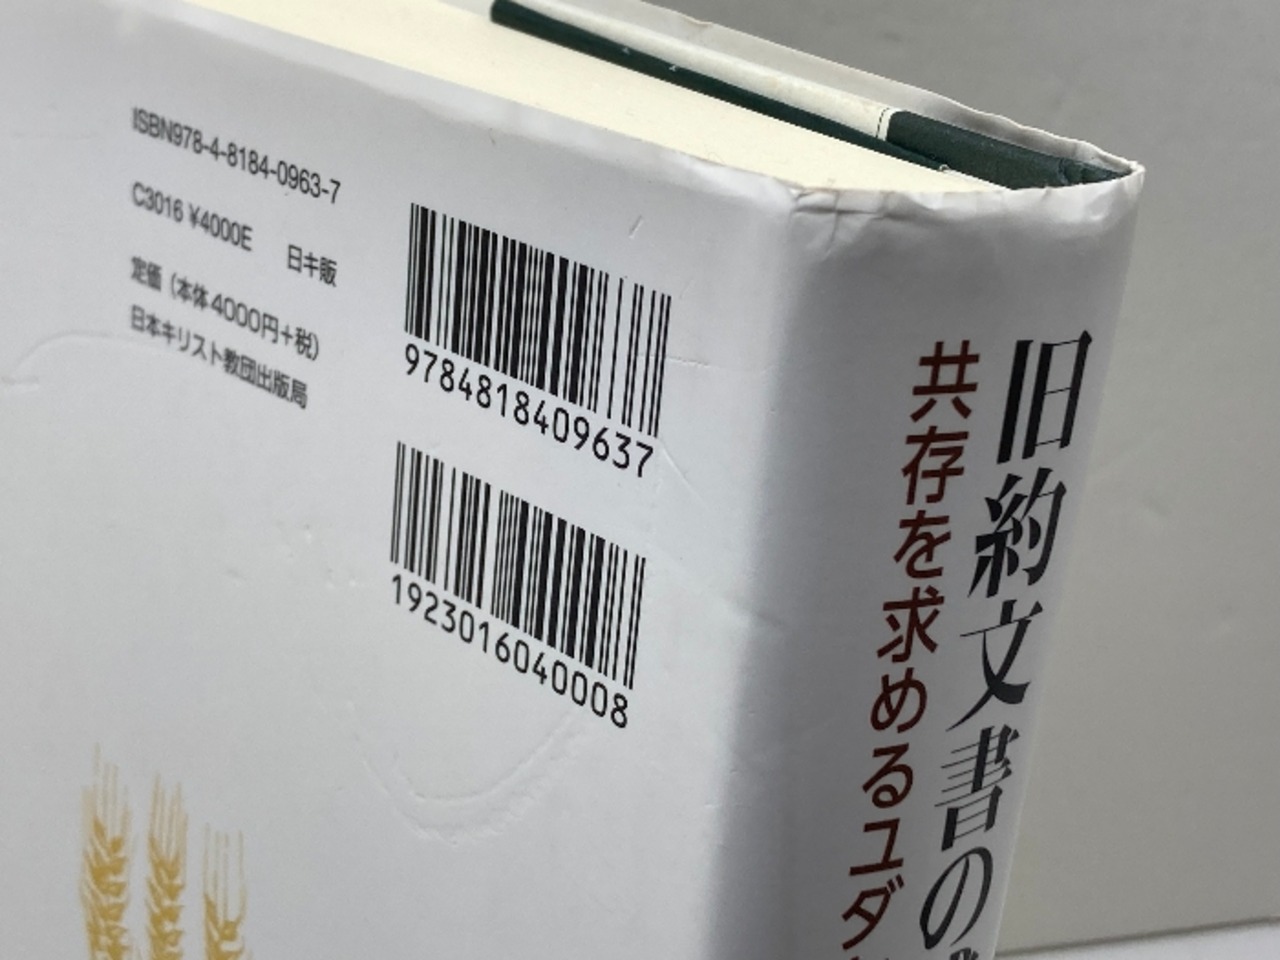 ISBN978-4-8184-0963-7
C3016 ¥4000E 日キ販
定価（本体4000円+税）
日本キリスト教団出版局
9784818409637
1923016040008
旧約文書の
共存を求めるユダ